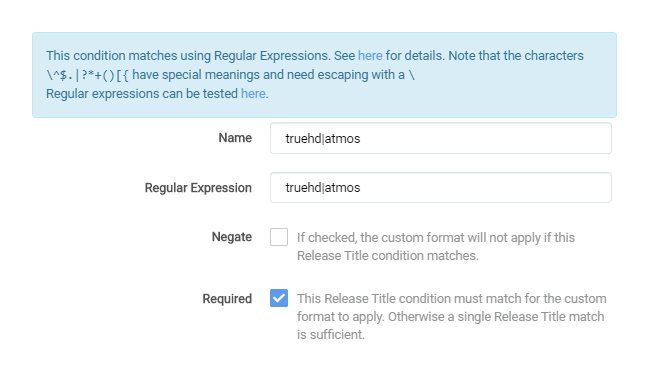 This condition matches using Regular Expressions. See here for details. Note that the characters
\^$.|?*+()[{ have special meanings and need escaping with a \
Regular expressions can be tested here.
Name truehd|atmos
Regular Expression truehd|atmos
Negate If checked, the custom format will not apply if this
Release Title condition matches.
Required This Release Title condition must match for the custom
format to apply. Otherwise a single Release Title match
is sufficient.